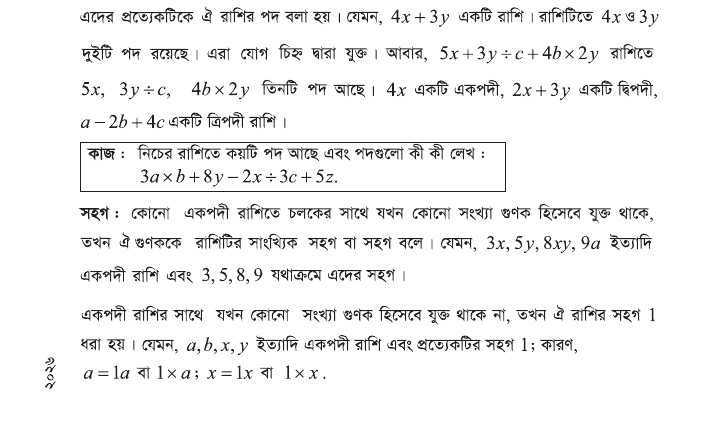 এদের প্রত্যেকটিকে ঐ রাশির পদ বলা হয়। যেমন, 4x + 3y একটি রাশি। রাশিটিতে 4x ও 3y
দুইটি পদ রয়েছে। এরা যোগ চিহ্ন দ্বারা যুক্ত। আবার, 5x + 3y ÷ c + 4b × 2y রাশিতে
5x, 3y ÷ c, 4b × 2y তিনটি পদ আছে। 4x একটি একপদী, 2x + 3y একটি দ্বিপদী,
a − 2b + 4c একটি ত্রিপদী রাশি।
কাজ : নিচের রাশিতে কয়টি পদ আছে এবং পদগুলো কী কী লেখ :
3a × b + 8y − 2x ÷ 3c + 5z.
সহগ : কোনো একপদী রাশিতে চলকের সাথে যখন কোনো সংখ্যা গুণক হিসেবে যুক্ত থাকে,
তখন ঐ গুণককে রাশিটির সাংখ্যিক সহগ বা সহগ বলে। যেমন, 3x, 5y, 8xy, 9a ইত্যাদি
একপদী রাশি এবং 3, 5, 8, 9 যথাক্রমে এদের সহগ।
একপদী রাশির সাথে যখন কোনো সংখ্যা গুণক হিসেবে যুক্ত থাকে না, তখন ঐ রাশির সহগ 1
ধরা হয়। যেমন, a, b, x, y ইত্যাদি একপদী রাশি এবং প্রত্যেকটির সহগ 1; কারণ,
a = 1a বা 1 × a; x = 1x বা 1 × x.
২০২৬